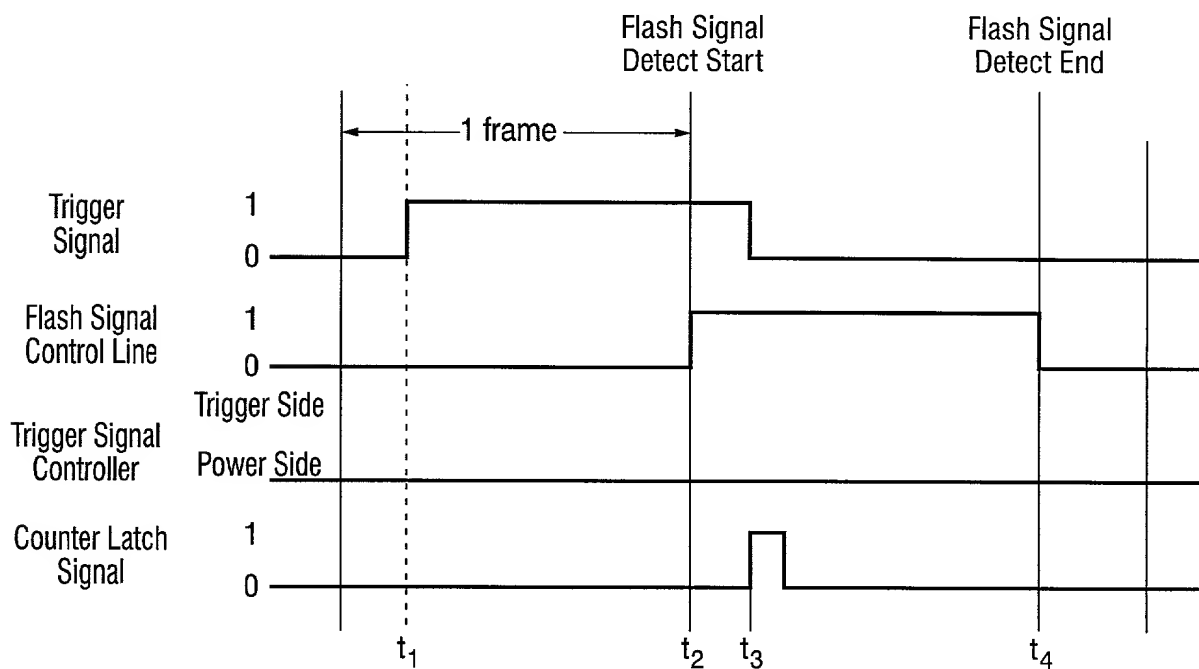 Flash Signal
Detect Start
Flash Signal
Detect End
1 frame
Trigger
Signal
1
0
Flash Signal
Control Line
1
0
Trigger Signal
Controller
Trigger Side
Power Side
Counter Latch
Signal
1
0
t1
t2
t3
t4